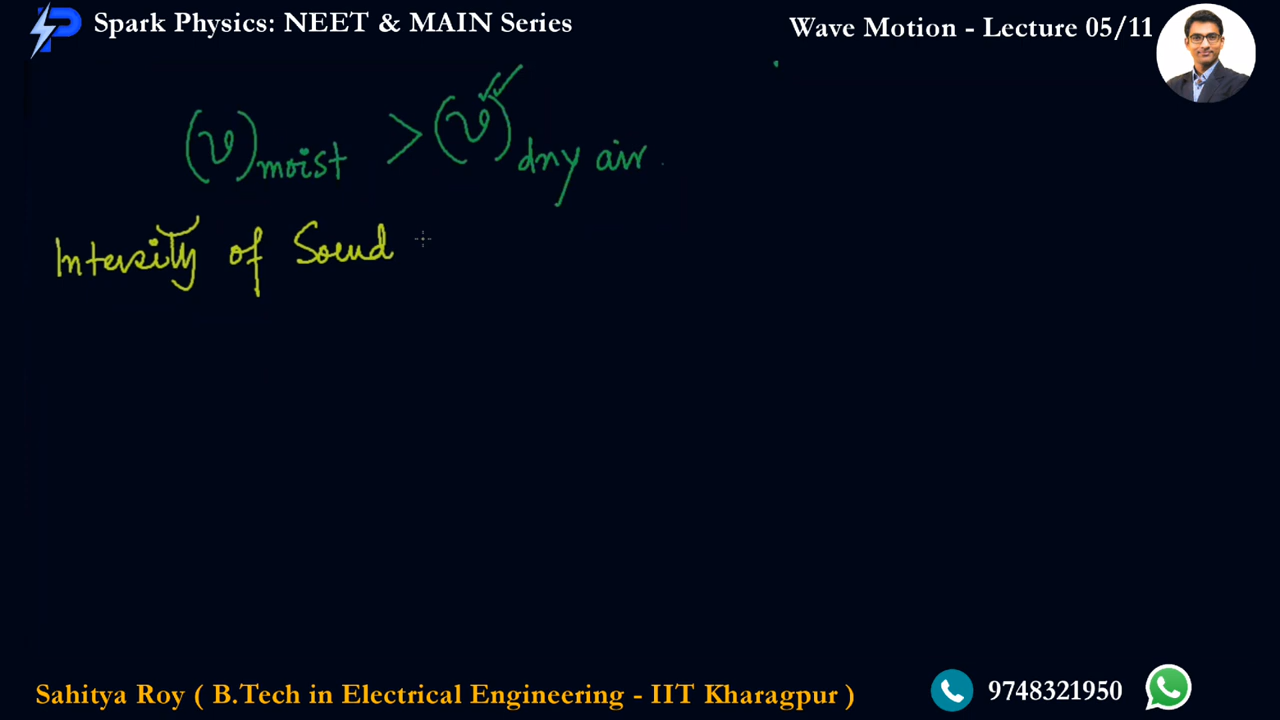 Spark Physics: NEET & MAIN Series
Wave Motion - Lecture 05/11
(v)moist > (v)dry air.
Intensity of Sound
Sahitya Roy ( B.Tech in Electrical Engineering - IIT Kharagpur )
9748321950